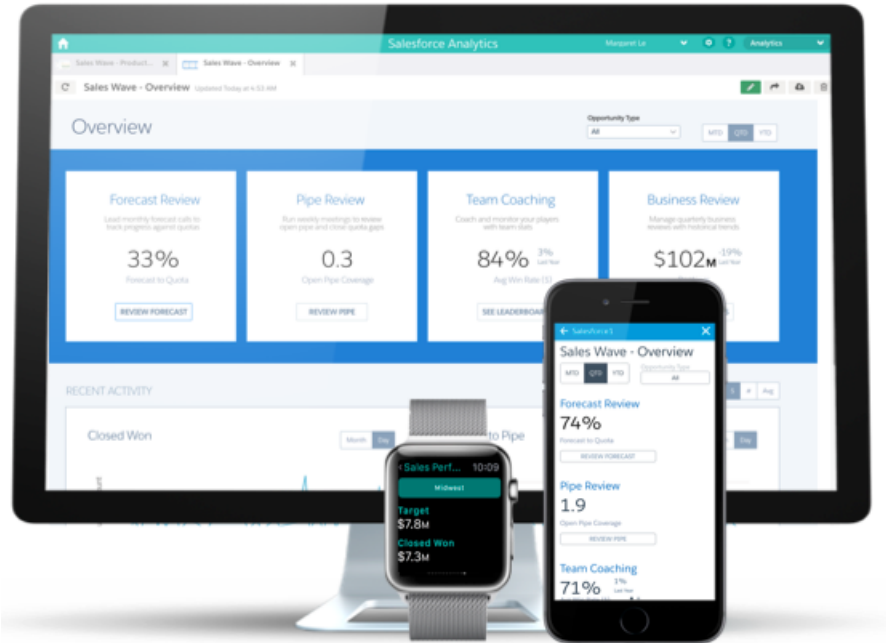 Salesforce Analytics
Margaret Le
Analytics
Sales Wave - Product...
Sales Wave - Overview
Sales Wave - Overview Updated Today at 4:53 AM
Overview
Opportunity Type
All
MTD QTD YTD
Forecast Review
Lead monthly forecast calls to
track progress against quotas
33%
Forecast to Quota
REVIEW FORECAST
Pipe Review
Run weekly meetings to review
open pipe and close quota gaps
0.3
Open Pipe Coverage
REVIEW PIPE
Team Coaching
Coach and monitor your players
with team stats
84% 3%
Last Year
Avg Win Rate ($)
SEE LEADERBOA
Business Review
Manage quarterly business
reviews with historical trends
$102M -19%
Last Year
RECENT ACTIVITY
# Avg
Closed Won
Month Day
to Pipe
Day
‹ Sales Perf... 10:09
Midwest
Target
$7.8M
Closed Won
$7.3M
← Salesforce1 X
Sales Wave - Overview
MTD QTD YTD
Opportunity Type
All
Forecast Review
74%
Forecast to Quota
REVIEW FORECAST
Pipe Review
1.9
Open Pipe Coverage
REVIEW PIPE
Team Coaching
71% 1%
Last Year